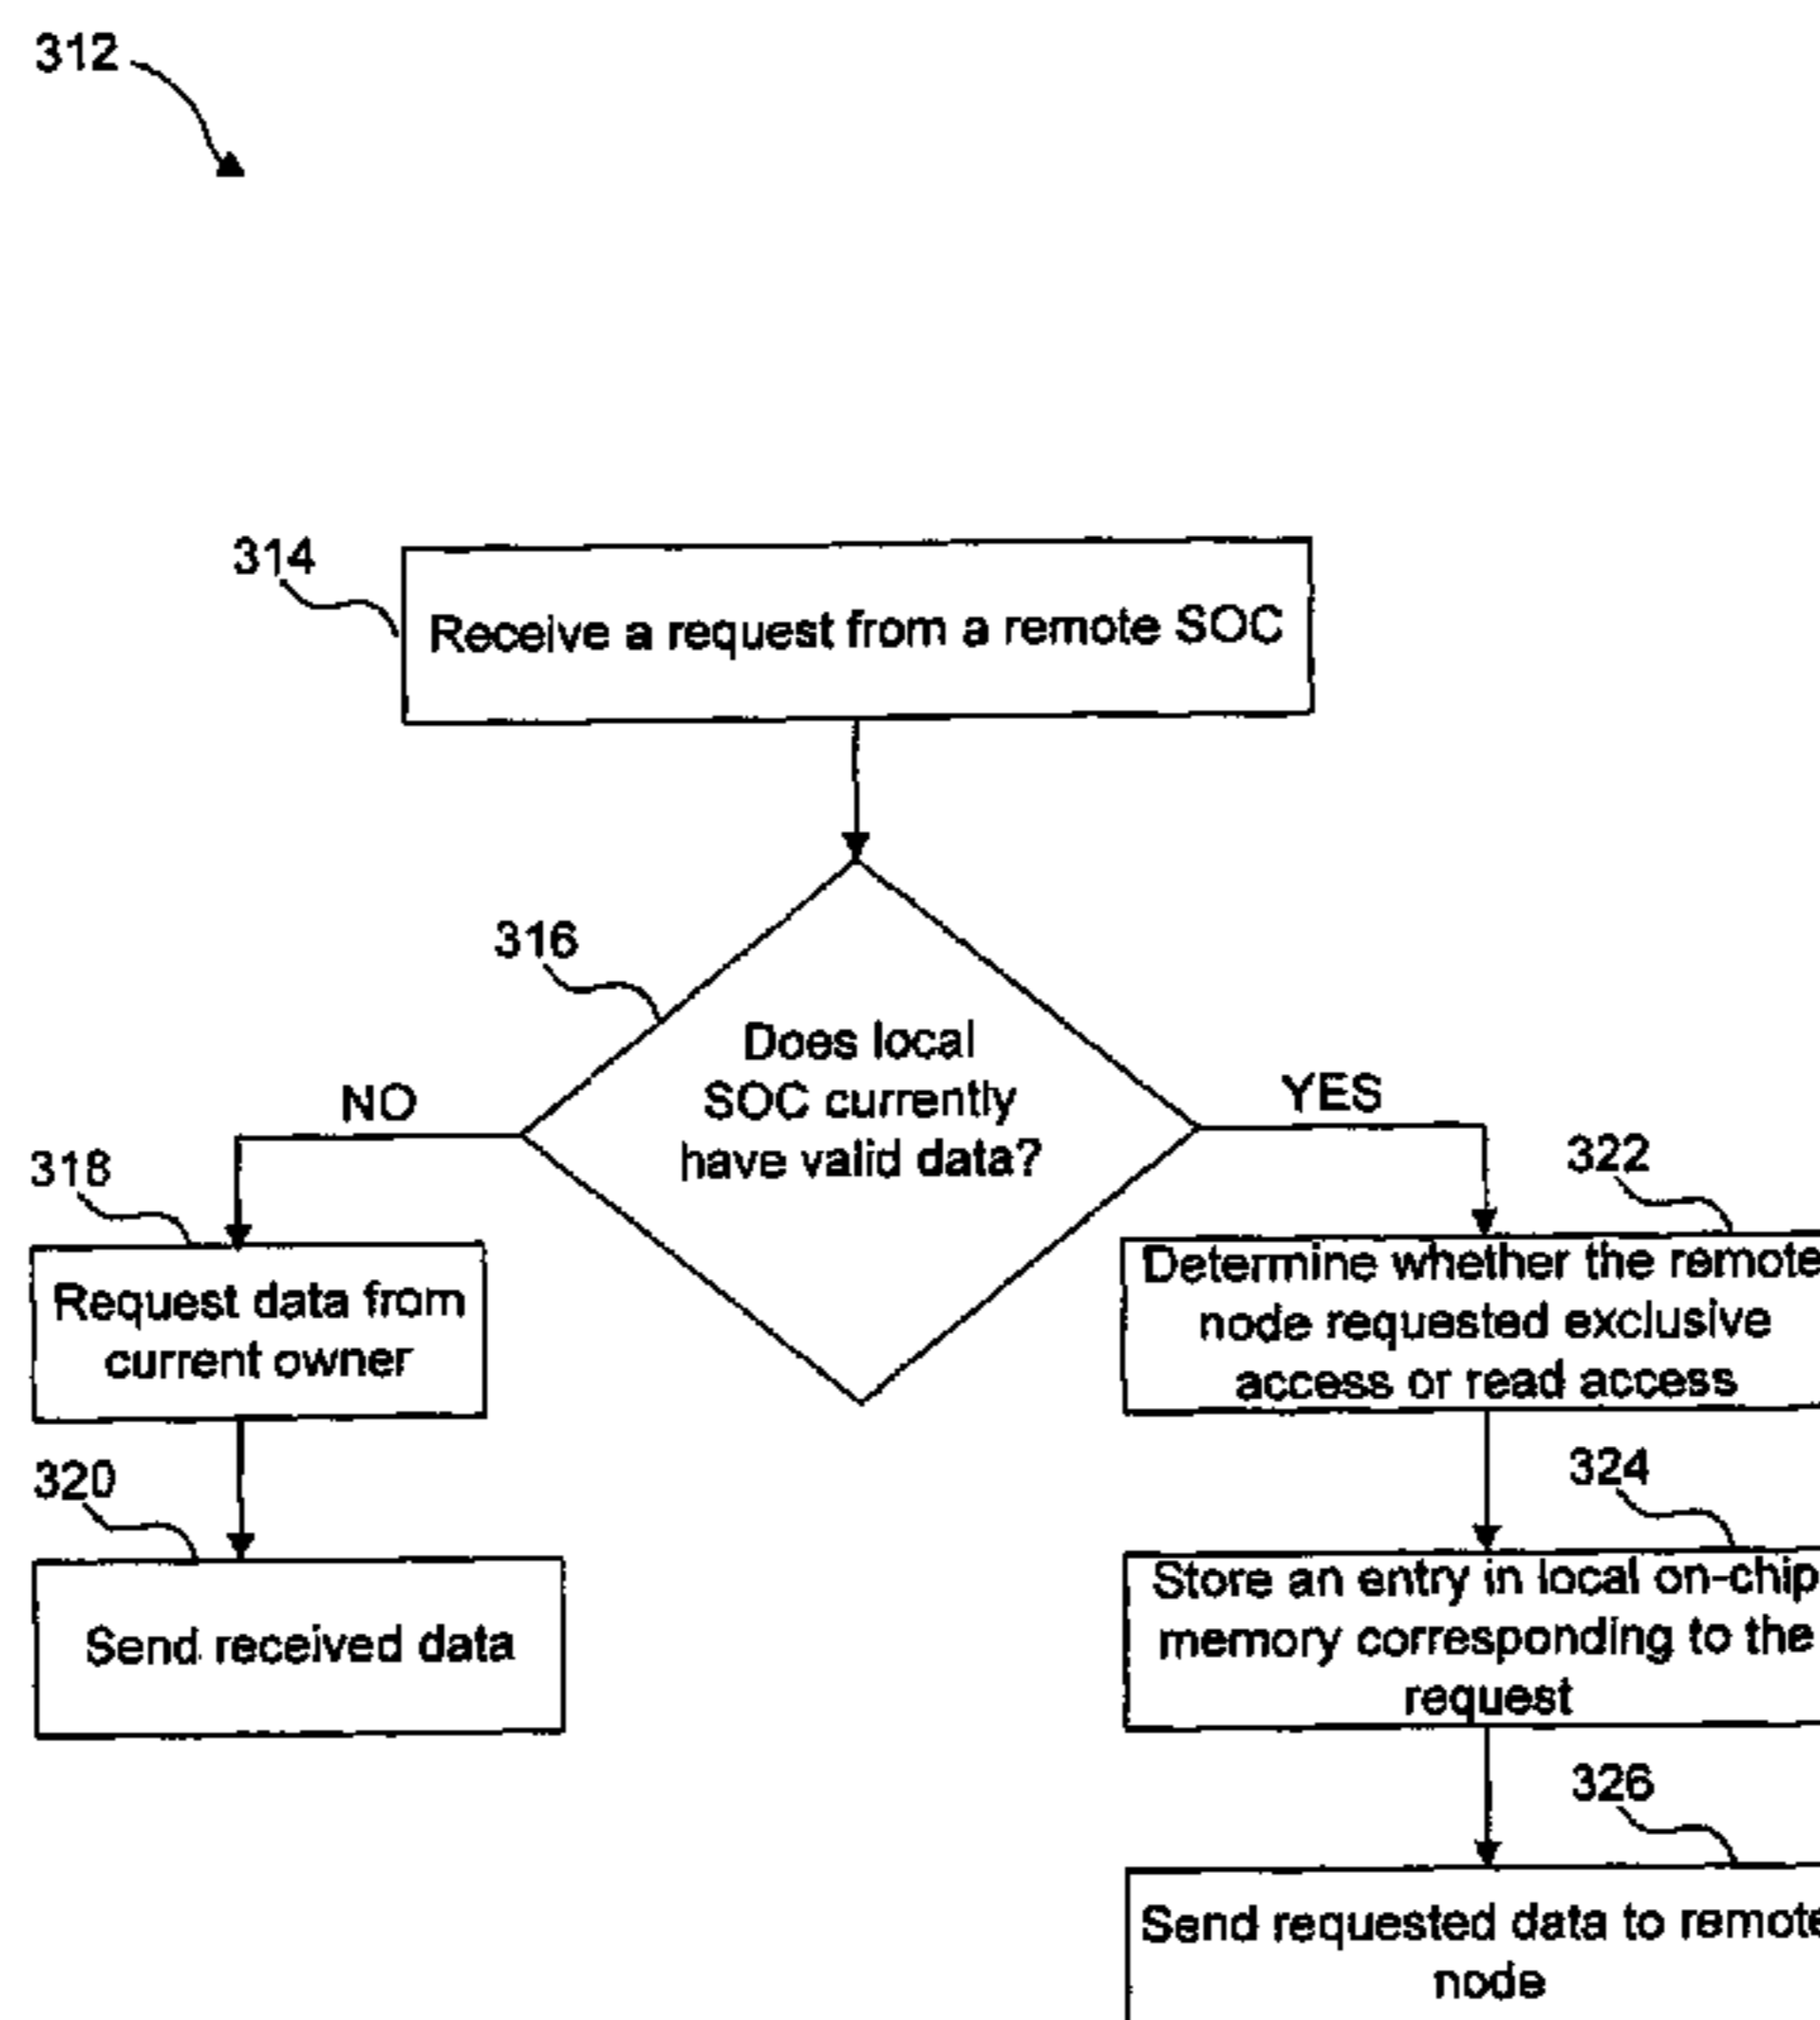 312
314
Receive a request from a remote SOC
316
Does local
SOC currently
have valid data?
NO
YES
318
Request data from
current owner
320
Send received data
322
Determine whether the remote
node requested exclusive
access or read access
324
Store an entry in local on-chip
memory corresponding to the
request
326
Send requested data to remote
node